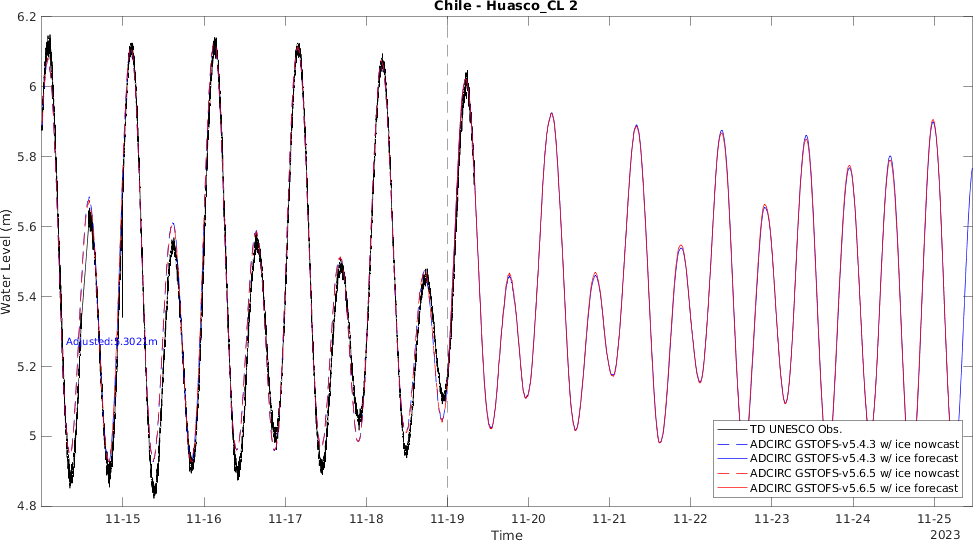 Chile - Huasco_CL 2
6.2
6
5.8
5.6
5.4
5.2
5
4.8
Water Level (m)
Adjusted:5.3021m
TD UNESCO Obs.
ADCIRC GSTOFS-v5.4.3 w/ ice nowcast
ADCIRC GSTOFS-v5.4.3 w/ ice forecast
ADCIRC GSTOFS-v5.6.5 w/ ice nowcast
ADCIRC GSTOFS-v5.6.5 w/ ice forecast
11-15 11-16 11-17 11-18 11-19 11-20 11-21 11-22 11-23 11-24 11-25
Time
2023